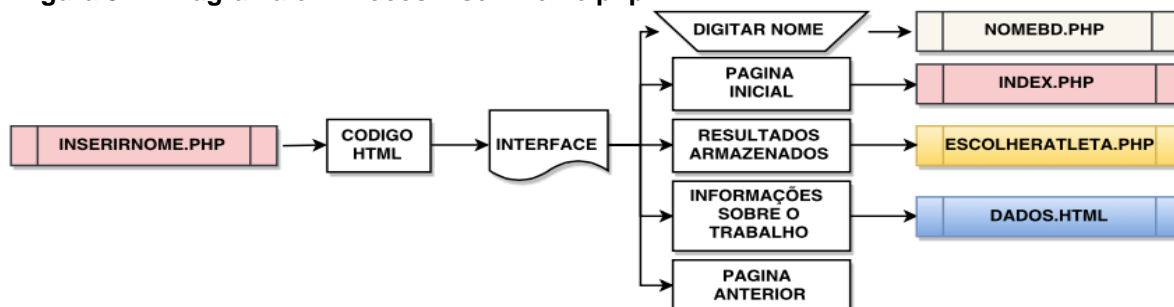 DIGITAR NOME
NOMEBD.PHP
PAGINA
INICIAL
INDEX.PHP
INSERIRNOME.PHP
CODIGO
HTML
INTERFACE
RESULTADOS
ARMAZENADOS
ESCOLHERATLETA.PHP
INFORMAÇÕES
SOBRE O
TRABALHO
DADOS.HTML
PAGINA
ANTERIOR